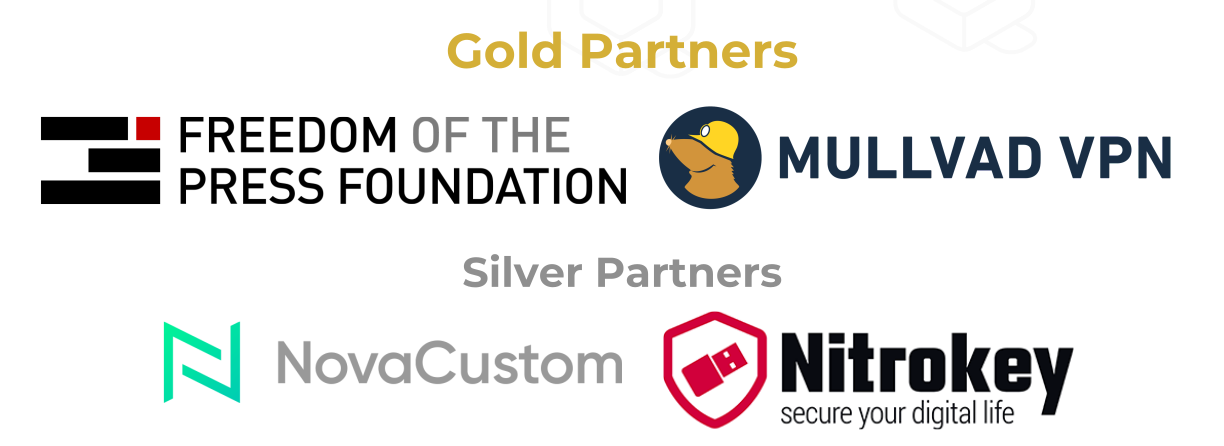 Gold Partners
FREEDOM OF THE
PRESS FOUNDATION
MULLVAD VPN
Silver Partners
NovaCustom
Nitrokey
secure your digital life